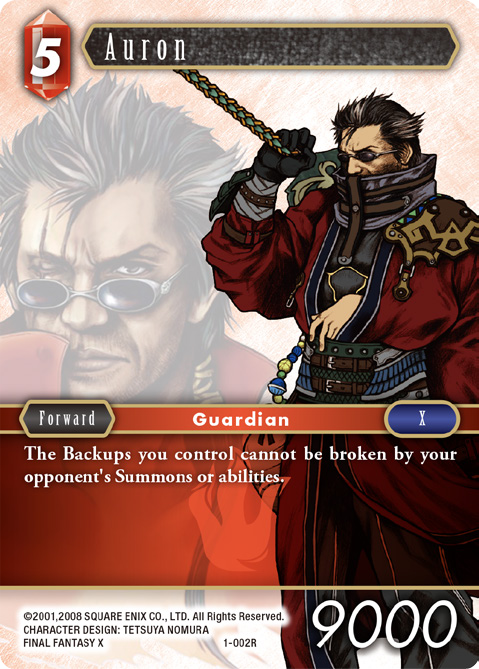 5
Auron
Forward
Guardian
X
The Backups you control cannot be broken by your
opponent's Summons or abilities.
©2001,2008 SQUARE ENIX CO., LTD. All Rights Reserved.
CHARACTER DESIGN: TETSUYA NOMURA
FINAL FANTASY X 1-002R
9000